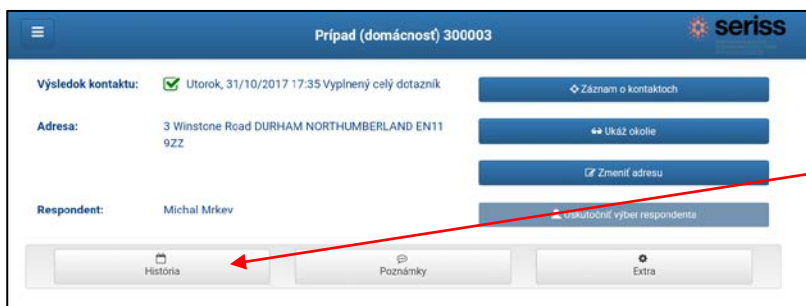 Prípad (domácnosť) 300003
seriss
Výsledok kontaktu:
Utorok, 31/10/2017 17:35 Vyplnený celý dotazník
Záznam o kontaktoch
Adresa:
3 Winstone Road DURHAM NORTHUMBERLAND EN11
9ZZ
Ukáž okolie
Zmeniť adresu
Respondent:
Michal Mrkev
Uskutočniť výber respondenta
História
Poznámky
Extra